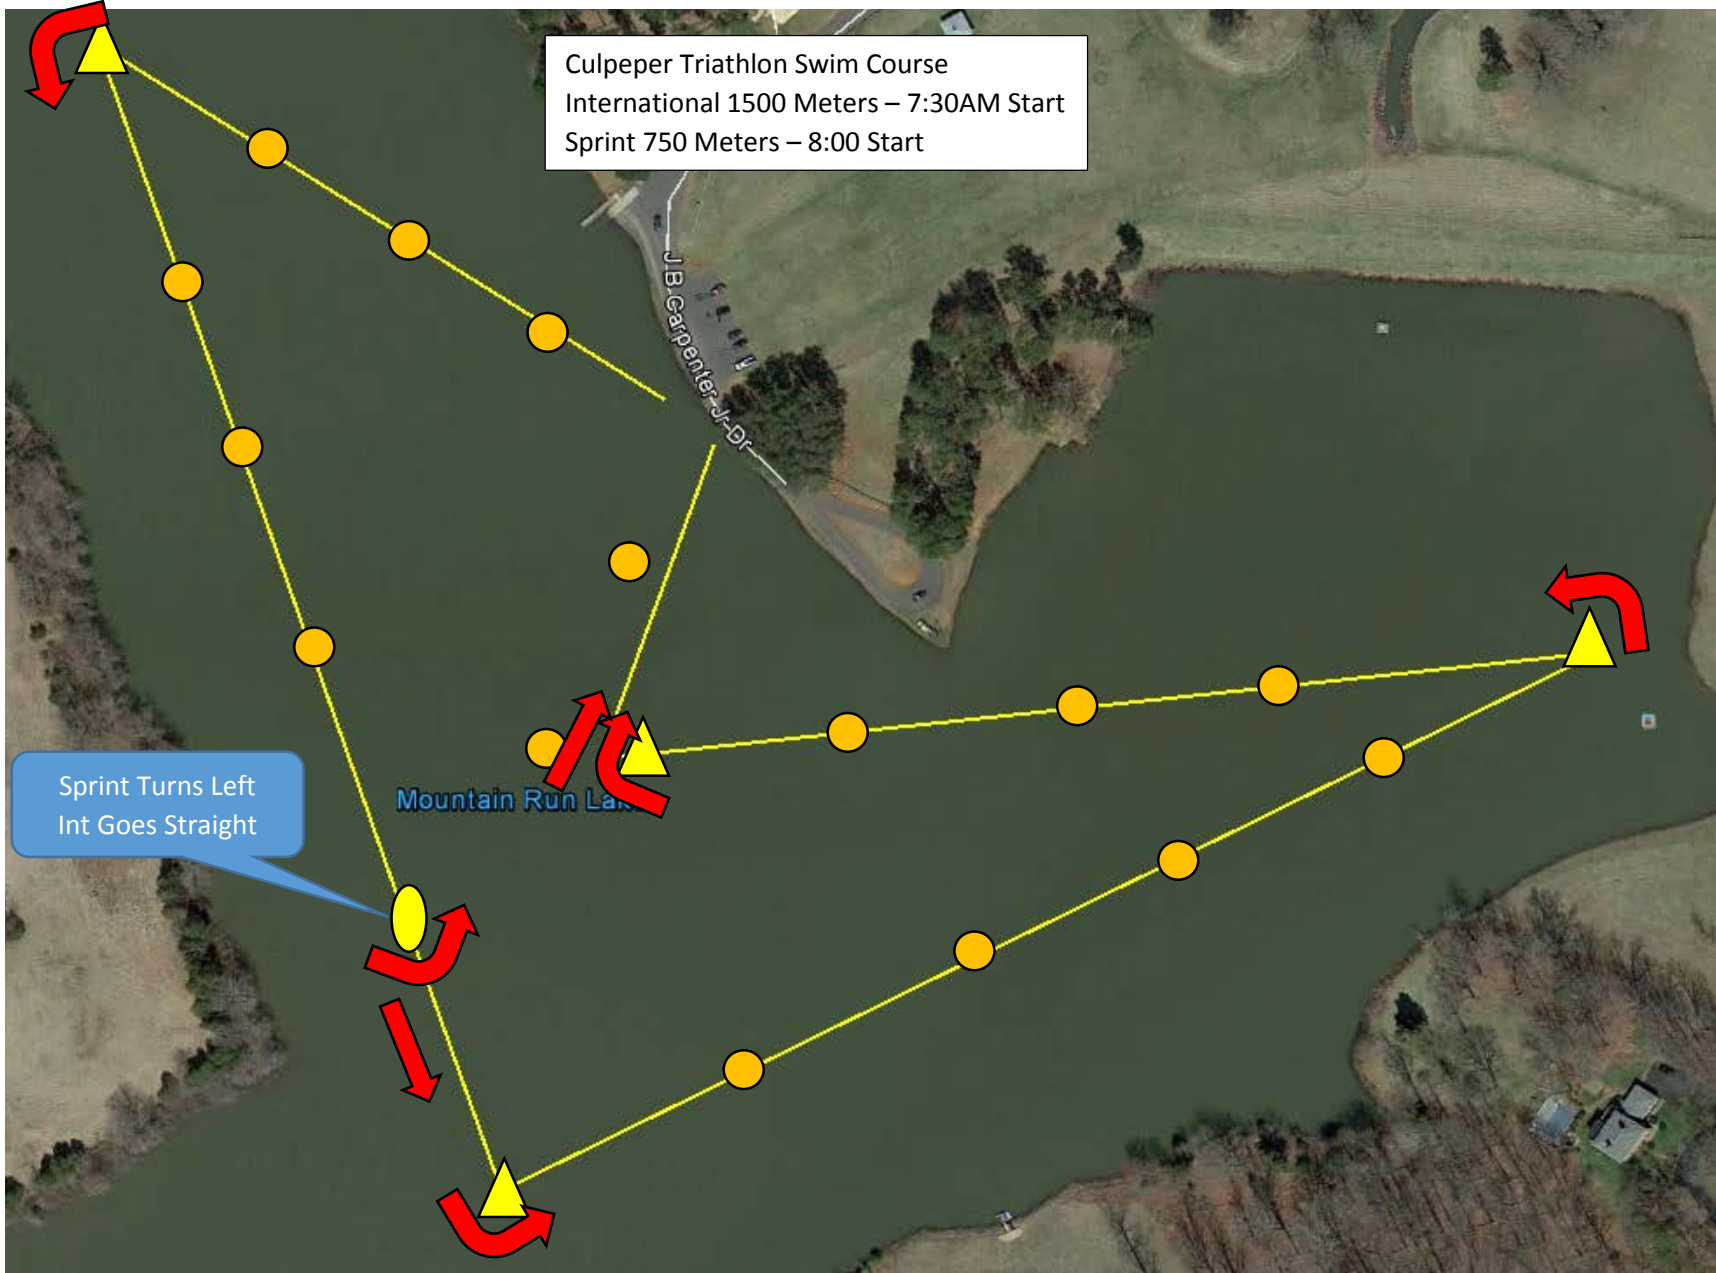 Culpeper Triathlon Swim Course
International 1500 Meters – 7:30AM Start
Sprint 750 Meters – 8:00 Start
J B Carpenter Jr Dr
Sprint Turns Left
Int Goes Straight
Mountain Run Lak